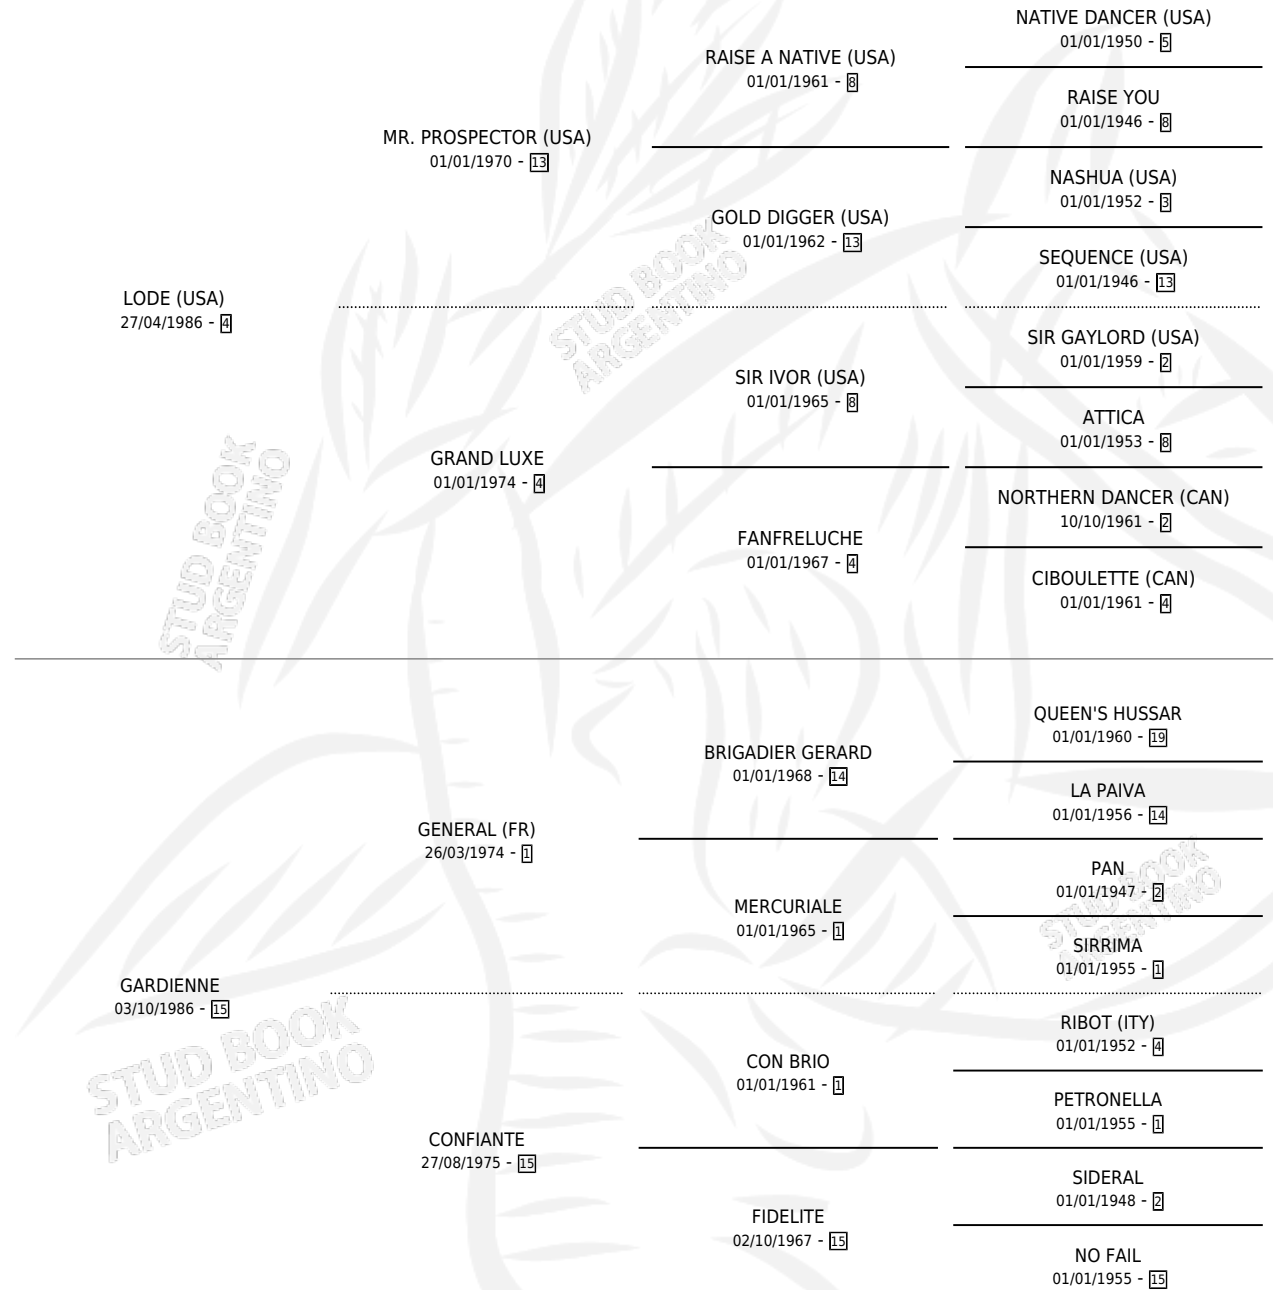 NATIVE DANCER (USA)
01/01/1950 - 5
RAISE A NATIVE (USA)
01/01/1961 - 8
RAISE YOU
01/01/1946 - 8
MR. PROSPECTOR (USA)
01/01/1970 - 13
NASHUA (USA)
01/01/1952 - 3
GOLD DIGGER (USA)
01/01/1962 - 13
SEQUENCE (USA)
01/01/1946 - 13
LODE (USA)
27/04/1986 - 4
STUD BOOK
ARGENTINO
SIR GAYLORD (USA)
01/01/1959 - 2
SIR IVOR (USA)
01/01/1965 - 8
ATTICA
01/01/1953 - 8
GRAND LUXE
01/01/1974 - 4
NORTHERN DANCER (CAN)
10/10/1961 - 2
FANFRELUCHE
01/01/1967 - 4
CIBOULETTE (CAN)
01/01/1961 - 4
STUD BOOK
ARGENTINO
QUEEN'S HUSSAR
01/01/1960 - 19
BRIGADIER GERARD
01/01/1968 - 14
LA PAIVA
01/01/1956 - 14
GENERAL (FR)
26/03/1974 - 1
PAN
01/01/1947 - 2
MERCURIALE
01/01/1965 - 1
STUD BOOK
ARGENTINO
SIRRIMA
01/01/1955 - 1
GARDIENNE
03/10/1986 - 15
RIBOT (ITY)
01/01/1952 - 4
CON BRIO
01/01/1961 - 1
STUD BOOK
ARGENTINO
PETRONELLA
01/01/1955 - 1
CONFIANTE
27/08/1975 - 15
SIDERAL
01/01/1948 - 2
FIDELITE
02/10/1967 - 15
NO FAIL
01/01/1955 - 15